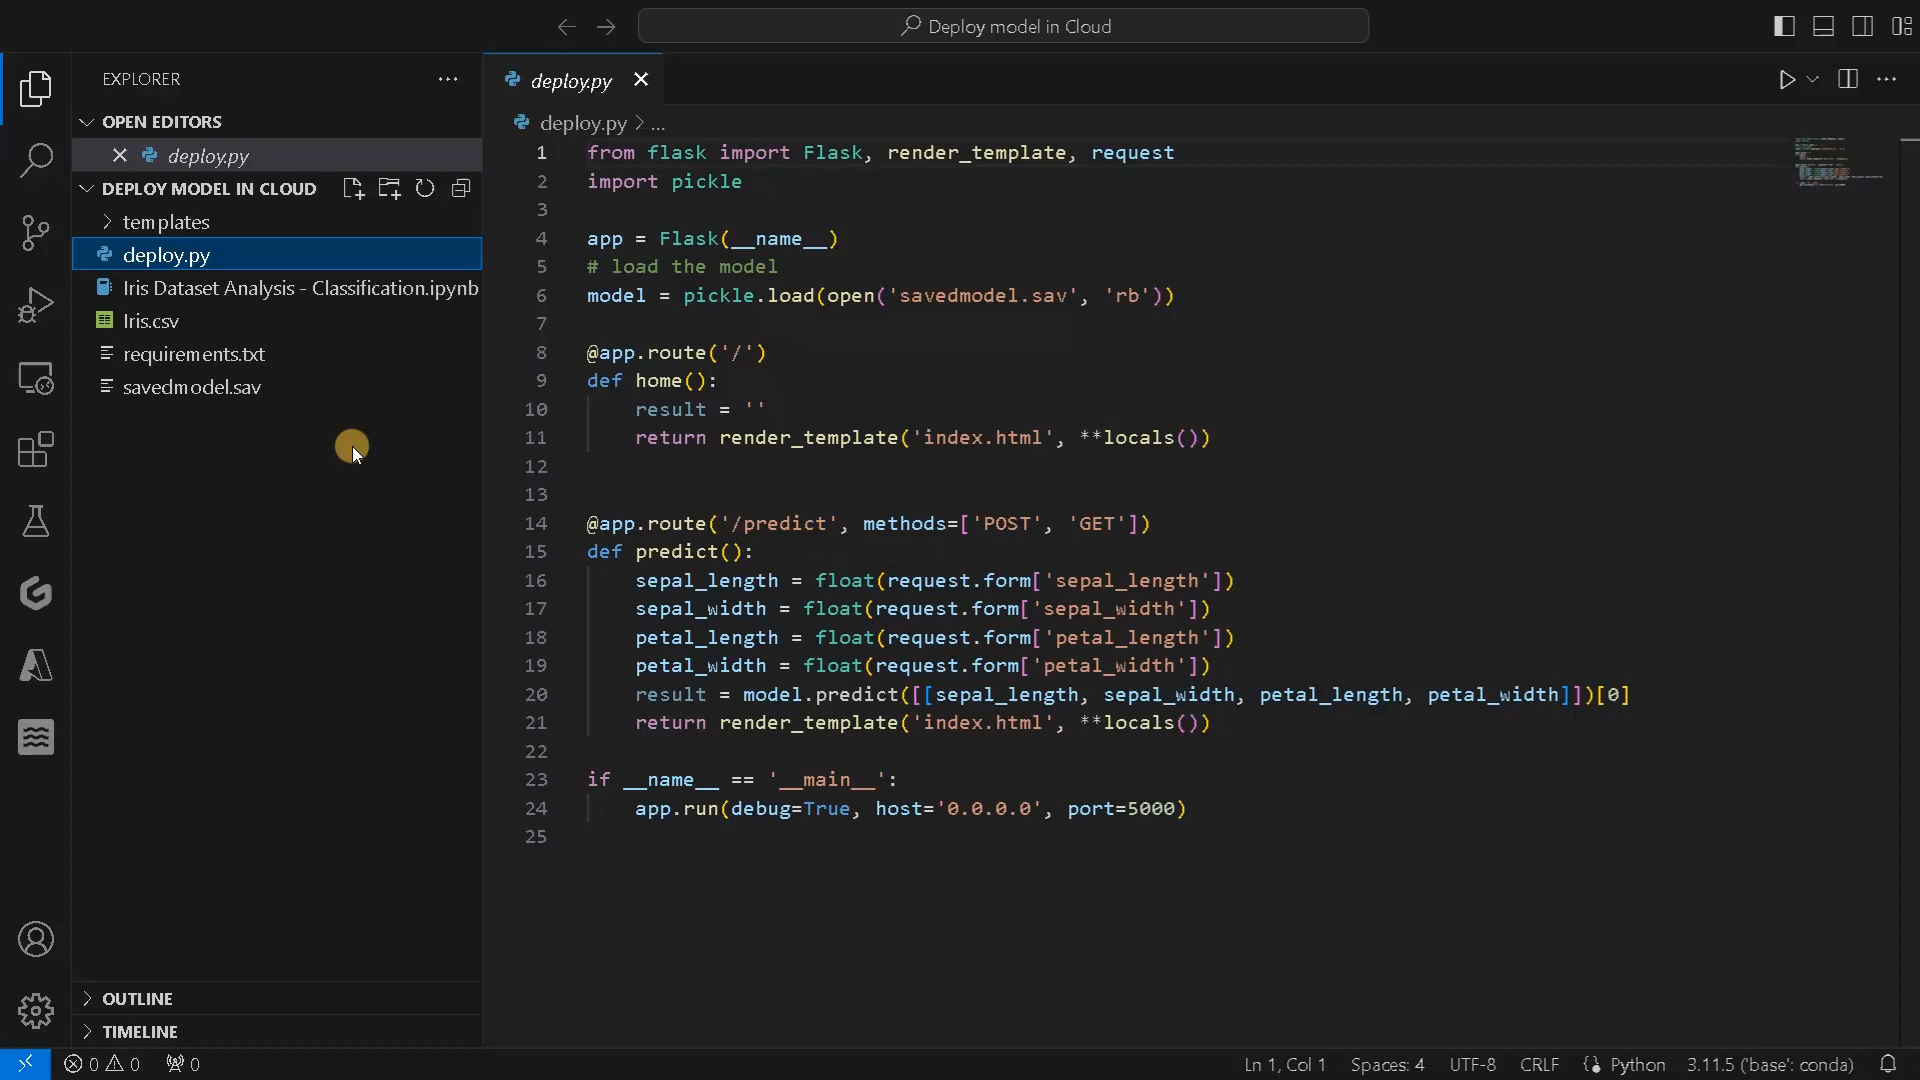 Deploy model in Cloud
EXPLORER
OPEN EDITORS
deploy.py
DEPLOY MODEL IN CLOUD
templates
deploy.py
Iris Dataset Analysis - Classification.ipynb
Iris.csv
requirements.txt
savedmodel.sav
OUTLINE
TIMELINE
deploy.py
deploy.py > ...
1 from flask import Flask, render_template, request
2 import pickle
3
4 app = Flask(__name__)
5 # load the model
6 model = pickle.load(open('savedmodel.sav', 'rb'))
7
8 @app.route('/')
9 def home():
10     result = ''
11     return render_template('index.html', **locals())
12
13
14 @app.route('/predict', methods=['POST', 'GET'])
15 def predict():
16     sepal_length = float(request.form['sepal_length'])
17     sepal_width = float(request.form['sepal_width'])
18     petal_length = float(request.form['petal_length'])
19     petal_width = float(request.form['petal_width'])
20     result = model.predict([[sepal_length, sepal_width, petal_length, petal_width]])[0]
21     return render_template('index.html', **locals())
22
23 if __name__ == '__main__':
24     app.run(debug=True, host='0.0.0.0', port=5000)
25
0 0 0 Ln 1, Col 1 Spaces: 4 UTF-8 CRLF Python 3.11.5 ('base': conda)